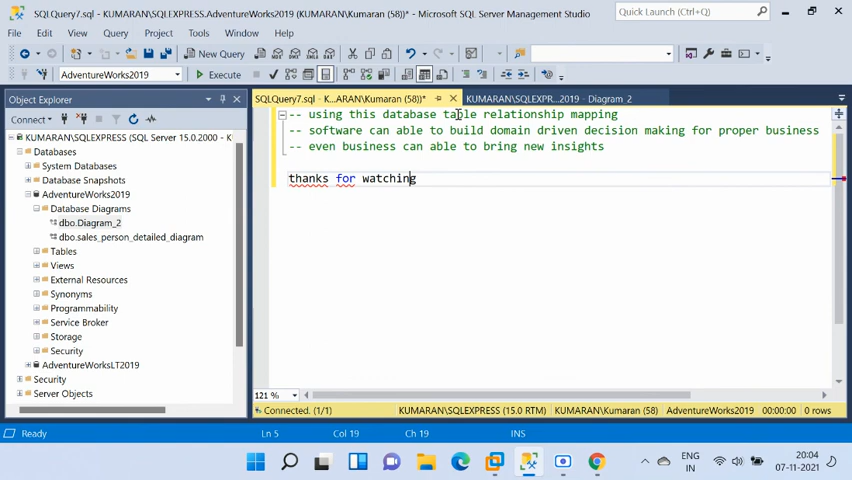 SQLQuery7.sql - KUMARAN\SQLEXPRESS.AdventureWorks2019 (KUMARAN\Kumaran (58))* - Microsoft SQL Server Management Studio
Quick Launch (Ctrl+Q)
File Edit View Query Project Tools Window Help
New Query
MDX DMX XMLA DAX
AdventureWorks2019 Execute
Object Explorer
SQLQuery7.sql - K...ARAN\Kumaran (58))* KUMARAN\SQLEXPR...2019 - Diagram_2
Connect
KUMARAN\SQLEXPRESS (SQL Server 15.0.2000 -
Databases
System Databases
Database Snapshots
AdventureWorks2019
Database Diagrams
dbo.Diagram_2
dbo.sales_person_detailed_diagram
Tables
Views
External Resources
Synonyms
Programmability
Service Broker
Storage
Security
AdventureWorksLT2019
Security
Server Objects
-- using this database table relationship mapping
-- software can able to build domain driven decision making for proper business
-- even business can able to bring new insights
thanks for watching
121 %
Connected. (1/1) KUMARAN\SQLEXPRESS (15.0 RTM) KUMARAN\Kumaran (58) AdventureWorks2019 00:00:00 0 rows
Ready Ln 5 Col 19 Ch 19 INS
ENG
IN
20:04
07-11-2021